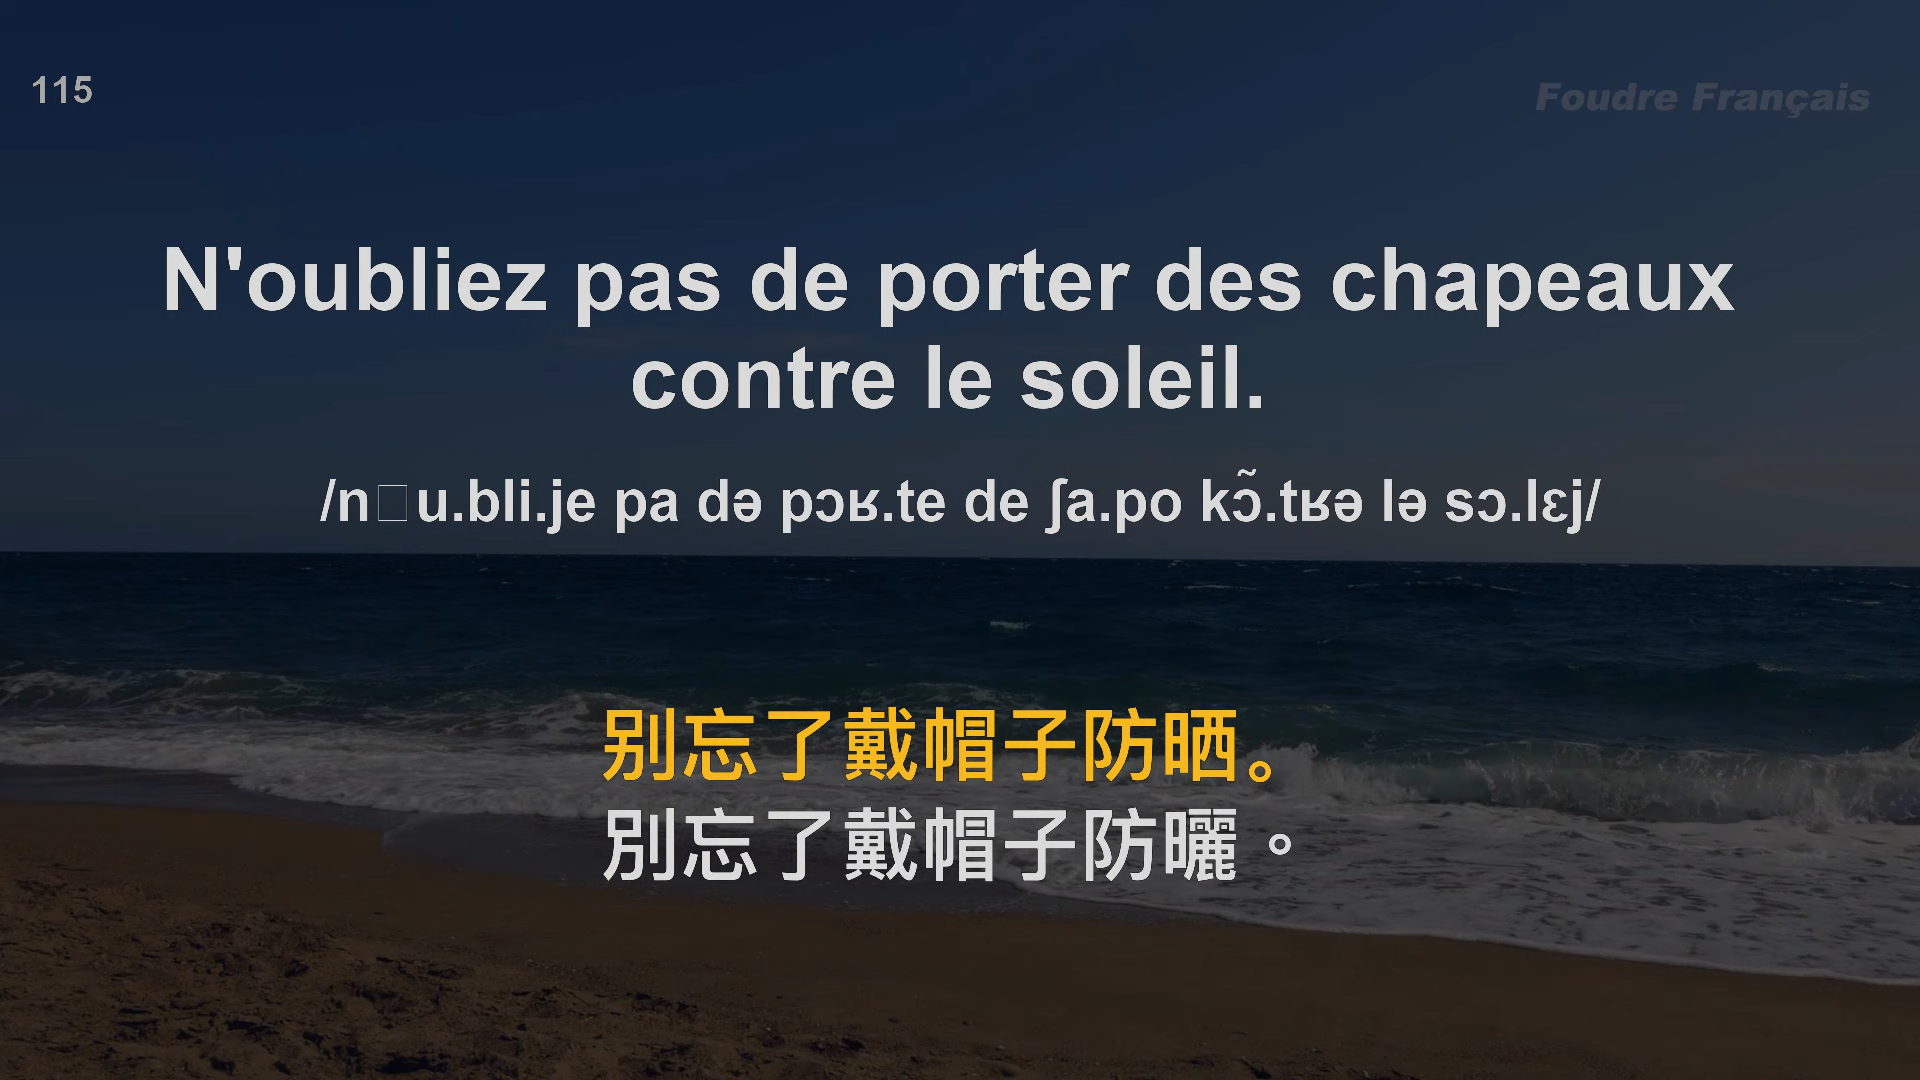 115
Foudre Français
N'oubliez pas de porter des chapeaux
contre le soleil.
/n□u.bli.je pa də pɔʁ.te de ʃa.po kɔ̃.tʁə lə sɔ.lɛj/
别忘了戴帽子防晒。
別忘了戴帽子防曬。